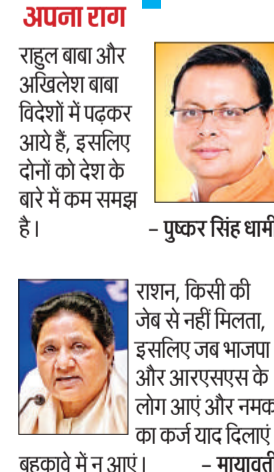 अपना राग
राहुल बाबा और
अखिलेश बाबा
विदेशों में पढ़कर
आये हैं, इसलिए
दोनों को देश के
बारे में कम समझ
है।
– पुष्कर सिंह धामी
राशन, किसी की
जेब से नहीं मिलता,
इसलिए जब भाजपा
और आरएसएस के
लोग आएं और नमक
का कर्ज याद दिलाएं
बहकावे में न आएं।
– मायावती